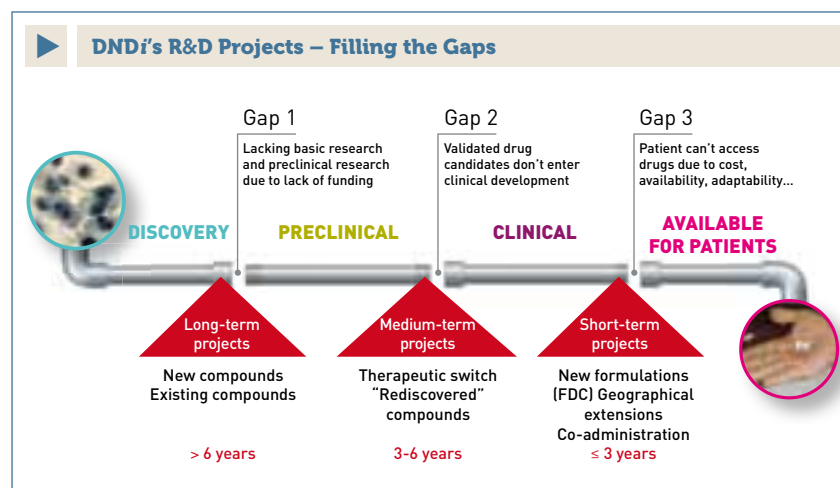 DNDi's R&D Projects – Filling the Gaps
Gap 1
Lacking basic research
and preclinical research
due to lack of funding
Gap 2
Validated drug
candidates don't enter
clinical development
Gap 3
Patient can't access
drugs due to cost,
availability, adaptability...
DISCOVERY
PRECLINICAL
CLINICAL
AVAILABLE
FOR PATIENTS
Long-term
projects
New compounds
Existing compounds
> 6 years
Medium-term
projects
Therapeutic switch
“Rediscovered”
compounds
3-6 years
Short-term
projects
New formulations
(FDC) Geographical
extensions
Co-administration
≤ 3 years